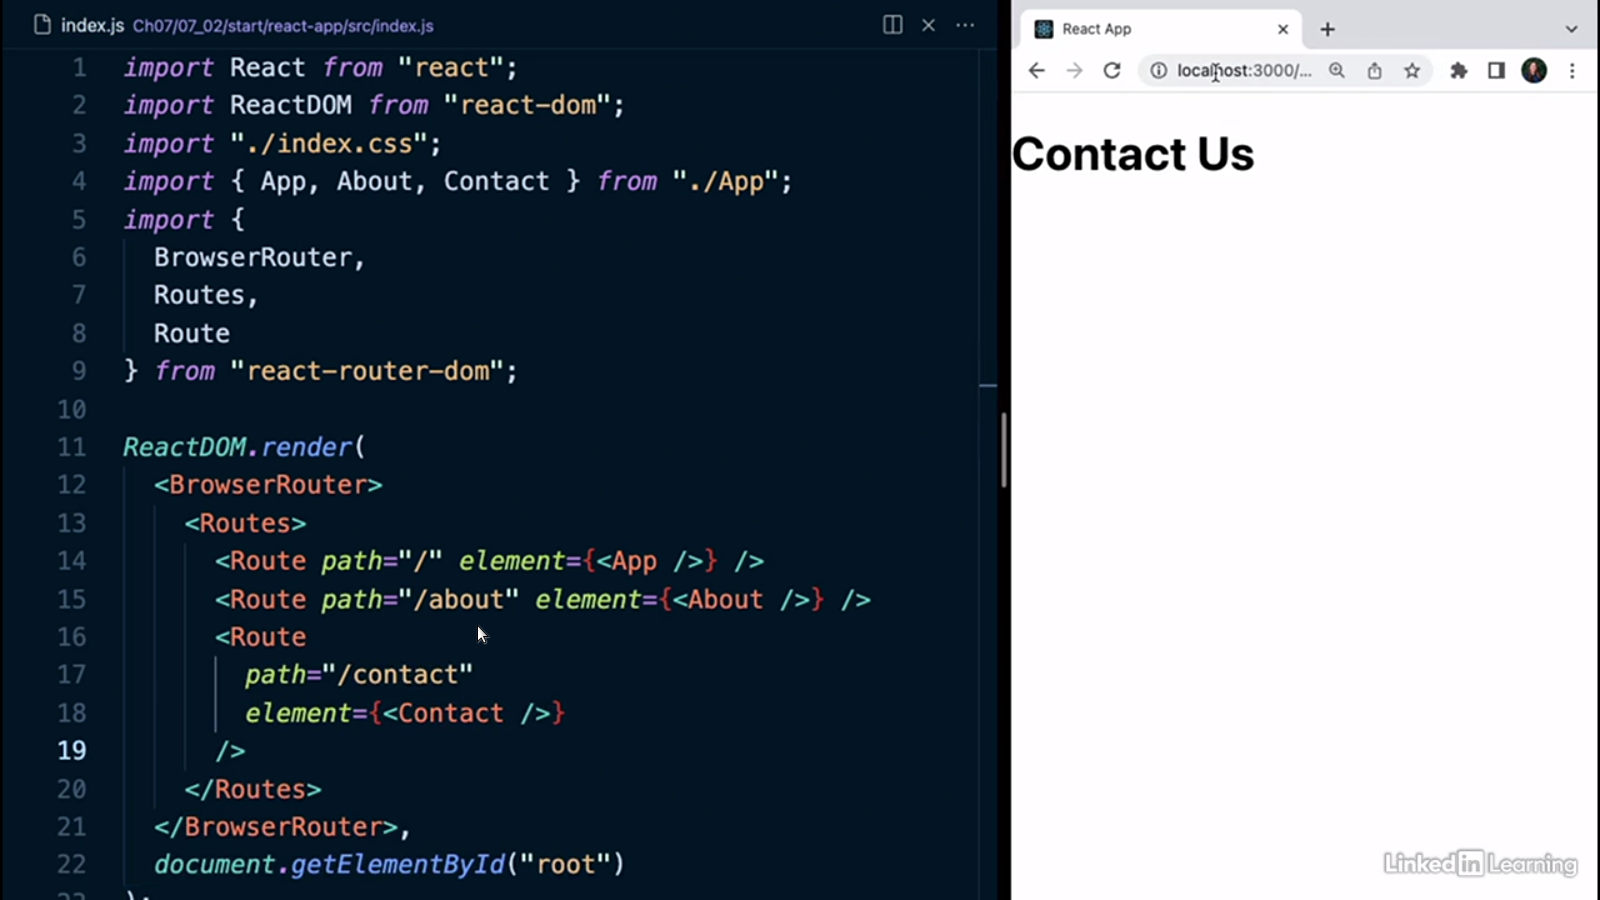 index.js Ch07/07_02/start/react-app/src/index.js
1 import React from "react";
2 import ReactDOM from "react-dom";
3 import "./index.css";
4 import { App, About, Contact } from "./App";
5 import {
6 BrowserRouter,
7 Routes,
8 Route
9 } from "react-router-dom";
10
11 ReactDOM.render(
12 <BrowserRouter>
13 <Routes>
14 <Route path="/" element={<App />} />
15 <Route path="/about" element={<About />} />
16 <Route
17 path="/contact"
18 element={<Contact />}
19 />
20 </Routes>
21 </BrowserRouter>,
22 document.getElementById("root")
React App
localhost:3000/...
Contact Us
LinkedIn Learning